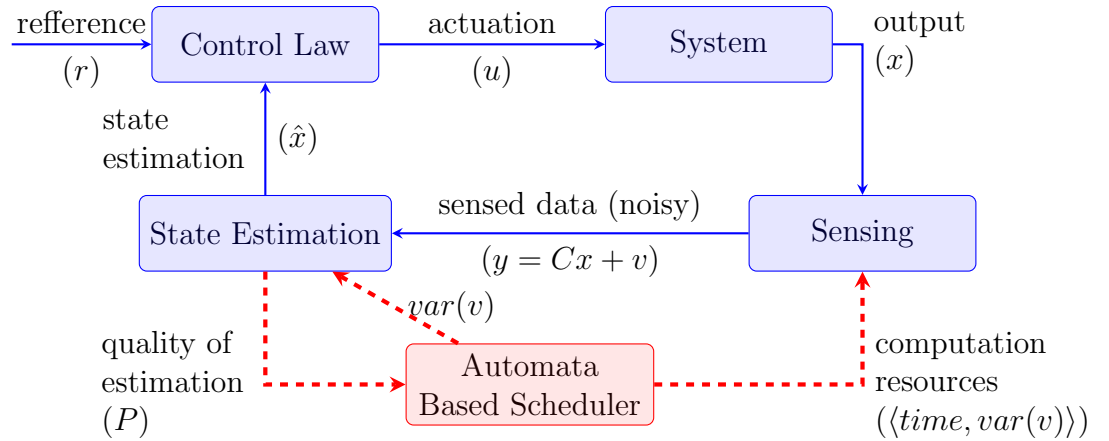 refference
(r)
Control Law
actuation
(u)
System
output
(x)
state
estimation
(x̂)
State Estimation
sensed data (noisy)
(y = Cx + v)
Sensing
var(v)
quality of
estimation
(P)
Automata
Based Scheduler
computation
resources
(⟨time, var(v)⟩)